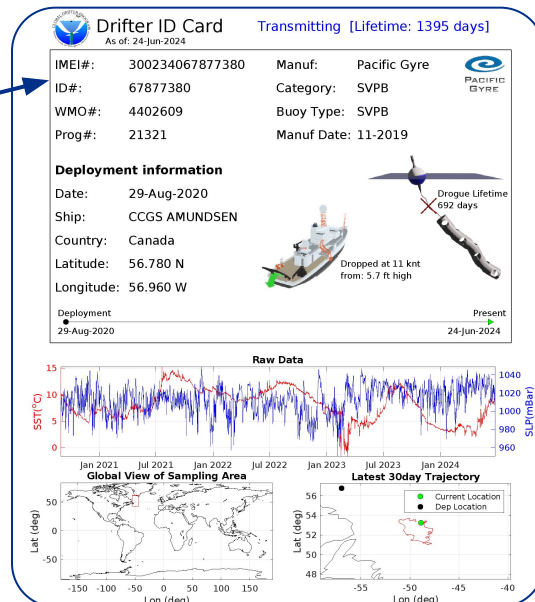 Drifter ID Card
As of: 24-Jun-2024
Transmitting [Lifetime: 1395 days]
IMEI#: 300234067877380 Manuf: Pacific Gyre
PACIFIC
GYRE
ID#: 67877380 Category: SVPB
WMO#: 4402609 Buoy Type: SVPB
Prog#: 21321 Manuf Date: 11-2019
Deployment information
Date: 29-Aug-2020
Ship: CCGS AMUNDSEN
Country: Canada
Latitude: 56.780 N
Longitude: 56.960 W
Drogue Lifetime
692 days
Dropped at 11 knt
from: 5.7 ft high
Deployment Present
29-Aug-2020 24-Jun-2024
Raw Data
SST(°C)
15
10
5
0
1040
1020
1000
980
960
SLP(mBar)
Jan 2021 Jul 2021 Jan 2022 Jul 2022 Jan 2023 Jul 2023 Jan 2024
Global View of Sampling Area
Lat (deg)
50
0
-50
-150 -100 -50 0 50 100 150
Lon (deg)
Latest 30day Trajectory
Current Location
Dep Location
Lat (deg)
56
54
52
50
48
-60 -50 -40
Lon (deg)